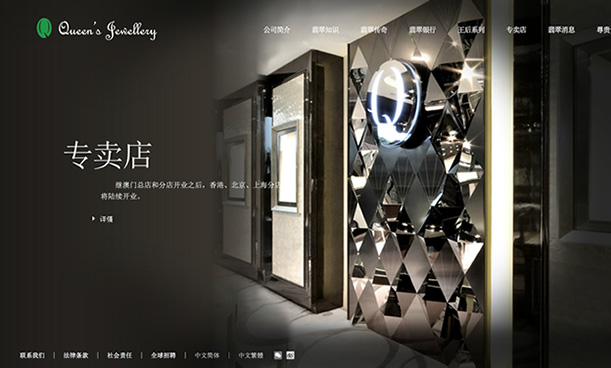 Queen's Jewellery
公司简介 翡翠知识 翡翠传奇 翡翠银行 王后系列 专卖店 翡翠消息 尊贵
Q
专卖店
继澳门总店和分店开业之后，香港、北京、上海分店
将陆续开业。
详情
联系我们 | 法律条款 | 社会责任 | 全球招聘 | 中文简体 | 中文繁體